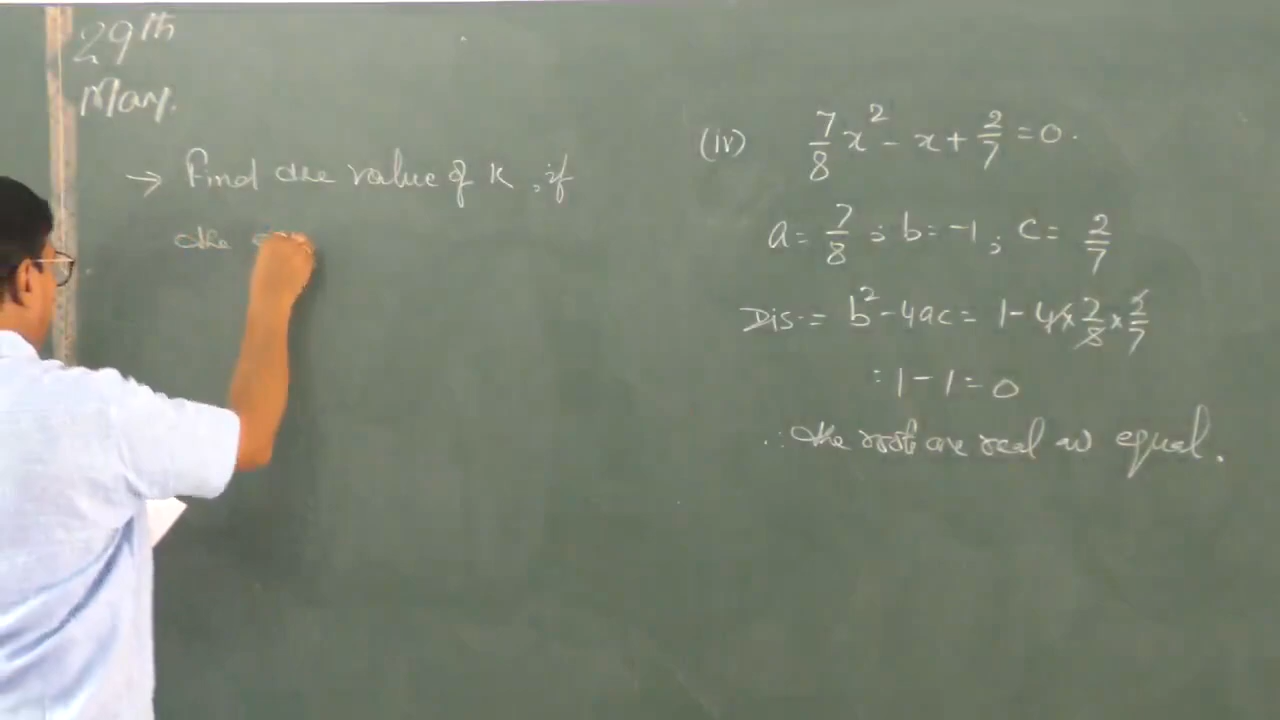 29th
May.
→ Find the value of K, if
the
(iv) 7/8 x² - x + 2/7 = 0.
a = 7/8 ; b = -1 ; c = 2/7
Dis. = b² - 4ac = 1 - 4 × 2/8 × 2/7
= 1 - 1 = 0
∴ the roots are real as equal.